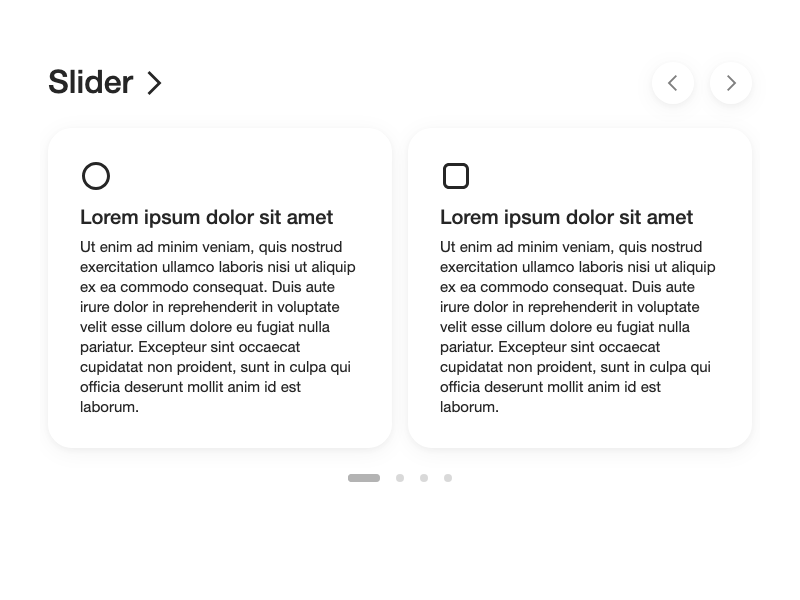 Slider
Lorem ipsum dolor sit amet
Ut enim ad minim veniam, quis nostrud
exercitation ullamco laboris nisi ut aliquip
ex ea commodo consequat. Duis aute
irure dolor in reprehenderit in voluptate
velit esse cillum dolore eu fugiat nulla
pariatur. Excepteur sint occaecat
cupidatat non proident, sunt in culpa qui
officia deserunt mollit anim id est
laborum.
Lorem ipsum dolor sit amet
Ut enim ad minim veniam, quis nostrud
exercitation ullamco laboris nisi ut aliquip
ex ea commodo consequat. Duis aute
irure dolor in reprehenderit in voluptate
velit esse cillum dolore eu fugiat nulla
pariatur. Excepteur sint occaecat
cupidatat non proident, sunt in culpa qui
officia deserunt mollit anim id est
laborum.